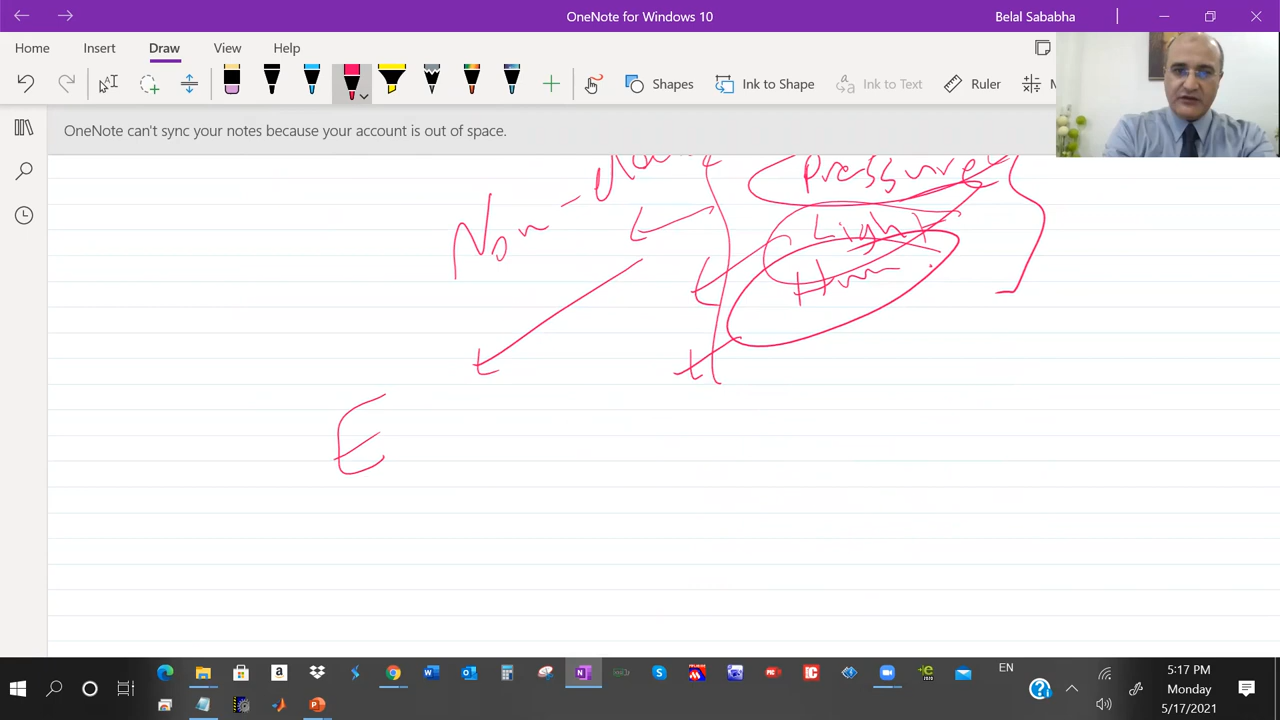 OneNote for Windows 10
Belal Sababha
Home Insert Draw View Help
Shapes Ink to Shape Ink to Text Ruler M
OneNote can't sync your notes because your account is out of space.
Pressure
Non-
Light
Hum
E
EN
5:17 PM
Monday
5/17/2021